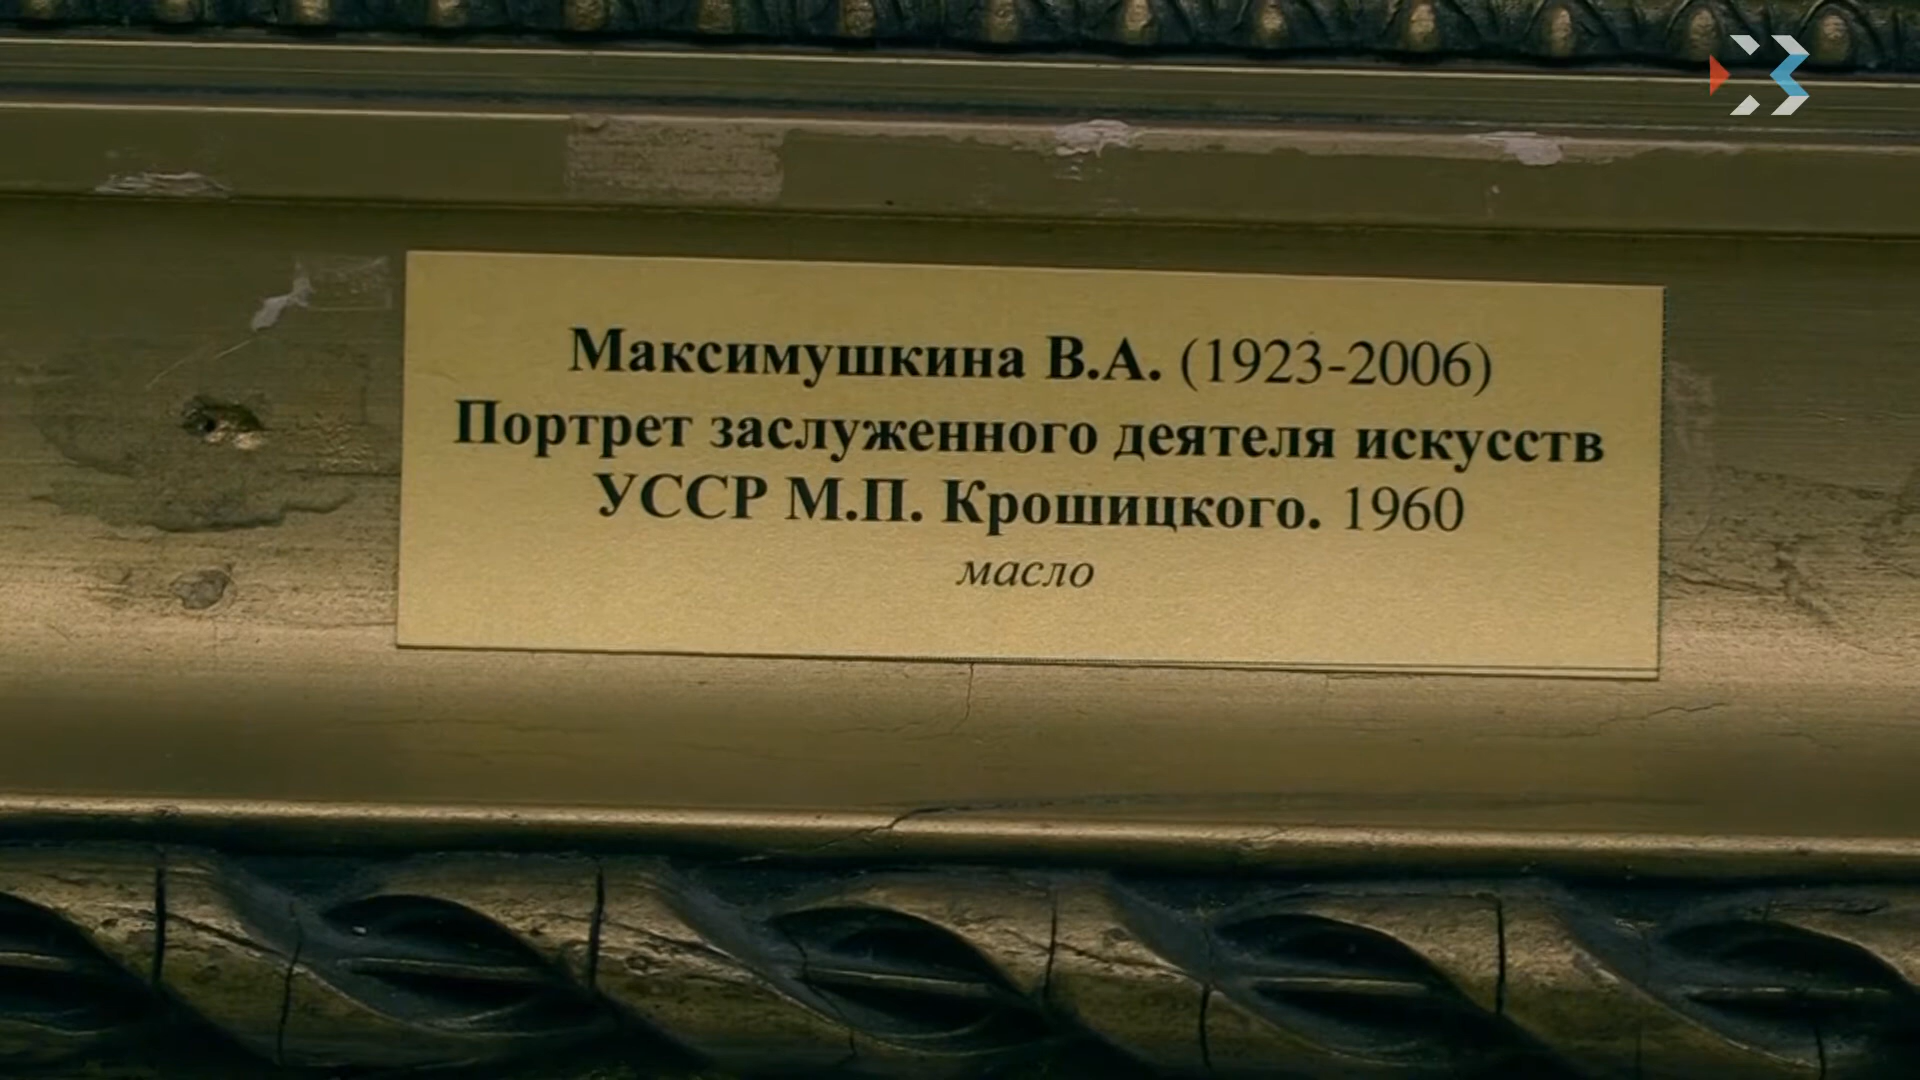 Максимушкина В.А. (1923-2006)
Портрет заслуженного деятеля искусств
УССР М.П. Крошицкого. 1960
масло